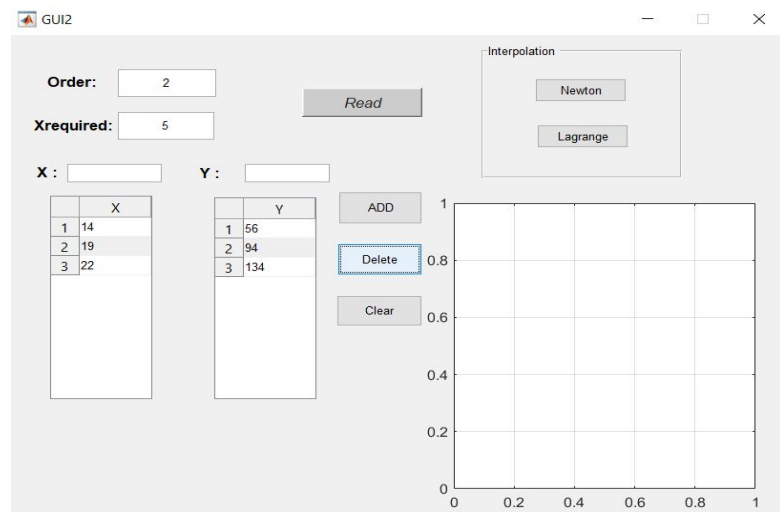 GUI2
Interpolation
Order: 2
Read
Newton
Xrequired: 5
Lagrange
X :
Y :
X
1 14
2 19
3 22
Y
1 56
2 94
3 134
ADD
Delete
Clear
1
0.8
0.6
0.4
0.2
0
0 0.2 0.4 0.6 0.8 1